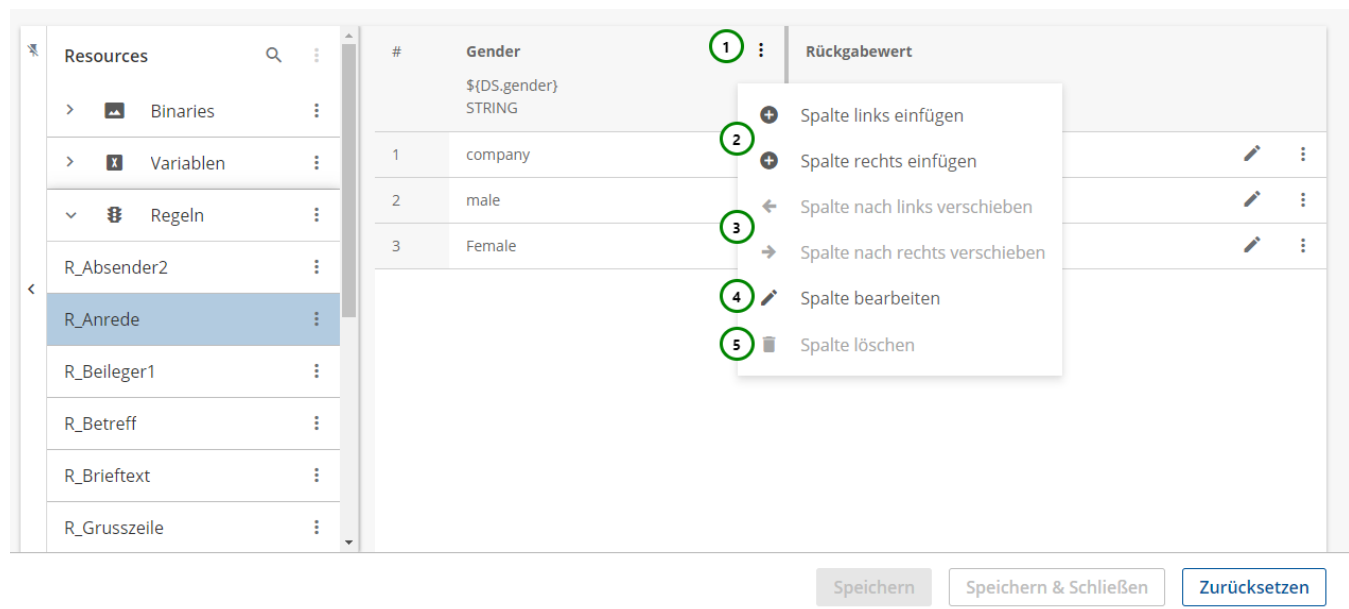 Resources
Binaries
Variablen
Regeln
R_Absender2
R_Anrede
R_Beileger1
R_Betreff
R_Brieftext
R_Grusszeile
# Gender 1 Rückgabewert
${DS.gender}
STRING
1 company
2 male
3 Female
Spalte links einfügen
2
Spalte rechts einfügen
Spalte nach links verschieben
3
Spalte nach rechts verschieben
4 Spalte bearbeiten
5 Spalte löschen
Speichern Speichern & Schließen Zurücksetzen